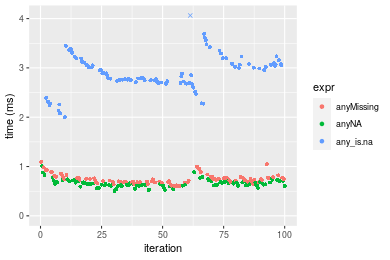 4
3
2
1
0
time (ms)
0
25
50
75
100
iteration
expr
anyMissing
anyNA
any_is.na